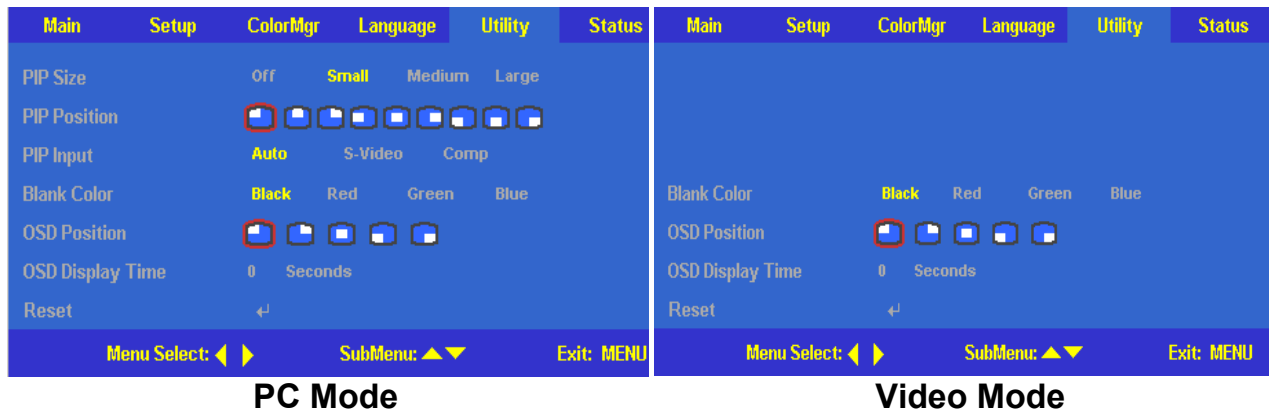 Main Setup ColorMgr Language Utility Status
PIP Size Off Small Medium Large
PIP Position
PIP Input Auto S-Video Comp
Blank Color Black Red Green Blue
OSD Position
OSD Display Time 0 Seconds
Reset
Menu Select: SubMenu: Exit: MENU
PC Mode
Main Setup ColorMgr Language Utility Status
Blank Color Black Red Green Blue
OSD Position
OSD Display Time 0 Seconds
Reset
Menu Select: SubMenu: Exit: MENU
Video Mode